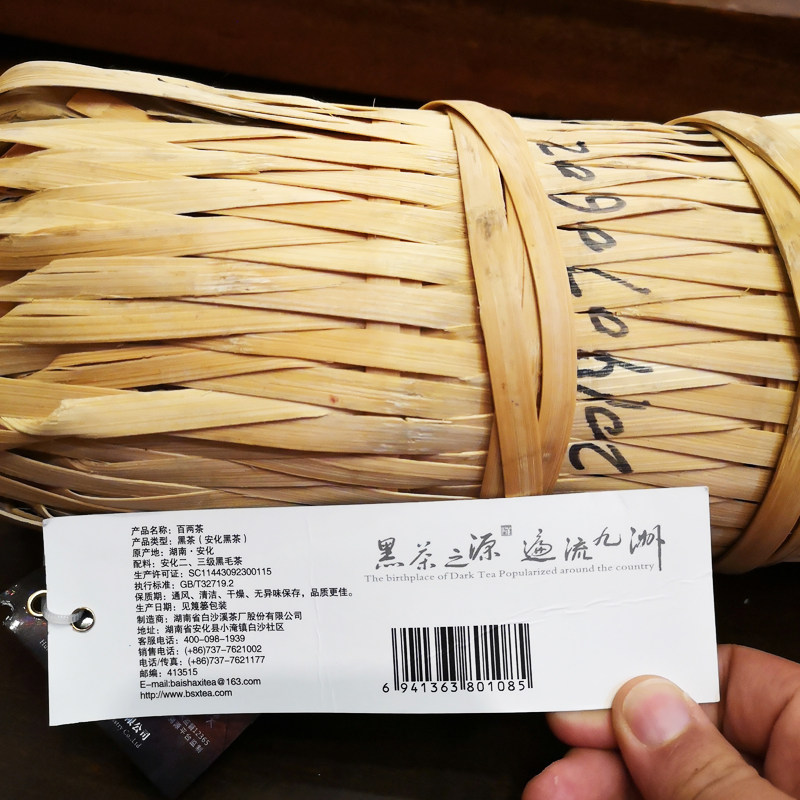 产品名称：百两茶
产品类型：黑茶（安化黑茶）
原产地：湖南·安化
配料：安化二、三级黑毛茶
生产许可证：SC11443092300115
执行标准：GB/T32719.2
保质期：通风、清洁、干燥、无异味保存，品质更佳。
生产日期：见篾篓包装
制造商：湖南省白沙溪茶厂股份有限公司
地址：湖南省安化县小淹镇白沙社区
客服电话：400-098-1939
销售电话：(+86)737-7621002
电话/传真：(+86)737-7621177
邮编：413515
E-mail:baishaxitea@163.com
http://www.bsxtea.com
黑茶之源 遍流九洲
The birthplace of Dark Tea Popularized around the country
6 941363 801085
限公司
Co.,Ltd
12365